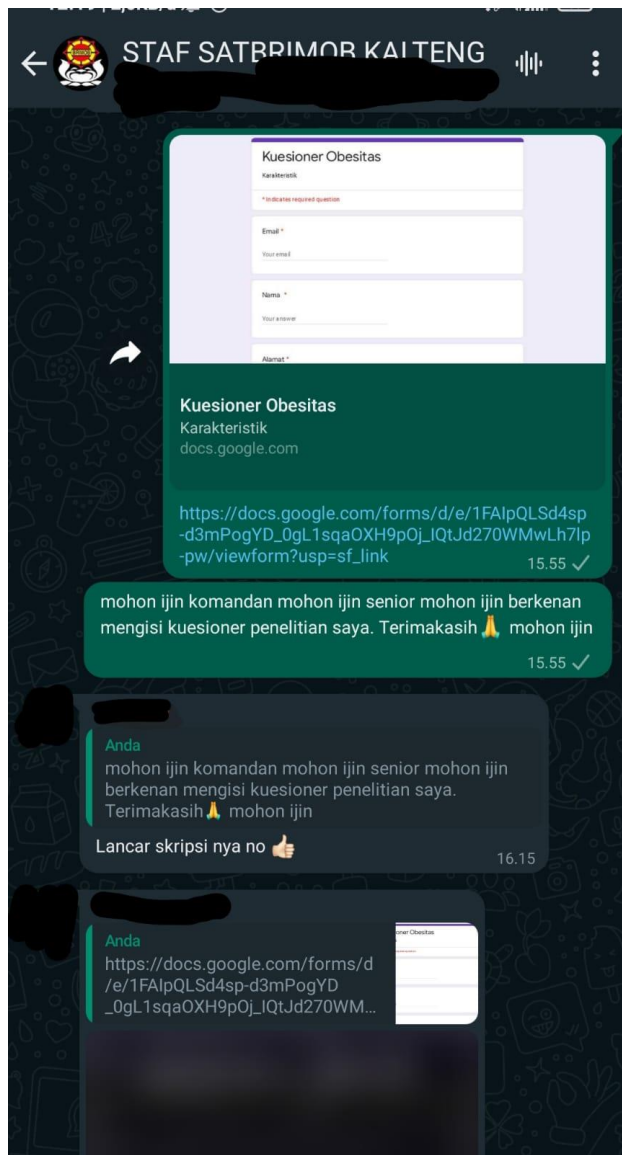 STAF SATBRIMOB KALTENG
Kuesioner Obesitas
Karakteristik
* Indicates required question
Email *
Your email
Nama *
Your answer
Alamat *
Kuesioner Obesitas
Karakteristik
docs.google.com
https://docs.google.com/forms/d/e/1FAIpQLSd4sp
-d3mPogYD_0gL1sqaOXH9pOj_IQtJd270WMwLh7lp
-pw/viewform?usp=sf_link
15.55
mohon ijin komandan mohon ijin senior mohon ijin berkenan
mengisi kuesioner penelitian saya. Terimakasih🙏 mohon ijin
15.55
Anda
mohon ijin komandan mohon ijin senior mohon ijin
berkenan mengisi kuesioner penelitian saya.
Terimakasih🙏 mohon ijin
Lancar skripsi nya no 👍🏻
16.15
Anda
https://docs.google.com/forms/d
/e/1FAIpQLSd4sp-d3mPogYD
_0gL1sqaOXH9pOj_IQtJd270WM...
oner Obesitas